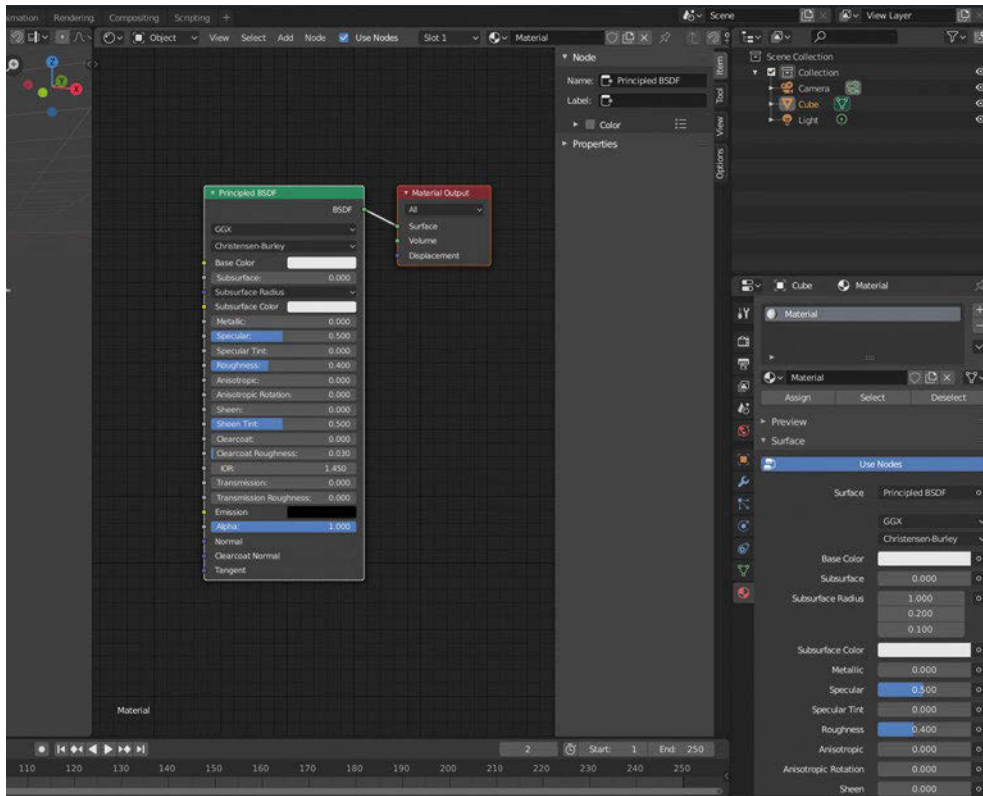 Rendering Compositing Scripting +
Scene
View Layer
Object View Select Add Node Use Nodes Slot 1 Material
Node
Name: Principled BSDF
Label:
Color
Properties
Item
Tool
View
Options
Z
Y
X
Principled BSDF
BSDF
GGX
Christensen-Burley
Base Color
Subsurface: 0.000
Subsurface Radius
Subsurface Color
Metallic: 0.000
Specular: 0.500
Specular Tint: 0.000
Roughness: 0.400
Anisotropic: 0.000
Anisotropic Rotation: 0.000
Sheen: 0.000
Sheen Tint: 0.500
Clearcoat: 0.000
Clearcoat Roughness: 0.030
IOR: 1.450
Transmission: 0.000
Transmission Roughness: 0.000
Emission
Alpha: 1.000
Normal
Clearcoat Normal
Tangent
Material Output
All
Surface
Volume
Displacement
Material
Scene Collection
Collection
Camera
Cube
Light
Cube Material
Material
Material
Assign Select Deselect
Preview
Surface
Use Nodes
Surface Principled BSDF
GGX
Christensen-Burley
Base Color
Subsurface 0.000
Subsurface Radius 1.000
0.200
0.100
Subsurface Color
Metallic 0.000
Specular 0.500
Specular Tint 0.000
Roughness 0.400
Anisotropic 0.000
Anisotropic Rotation 0.000
Sheen 0.000
2 Start: 1 End: 250
110 120 130 140 150 160 170 180 190 200 210 220 230 240 250